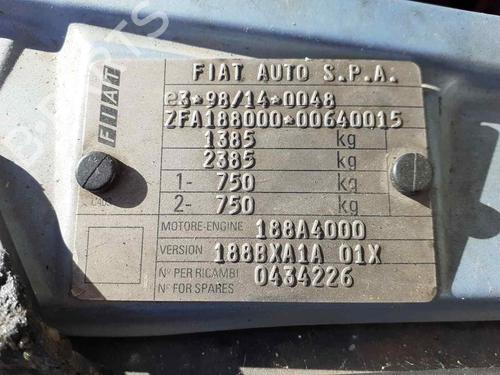 FIAT AUTO S.P.A.
FIAT
e3*98/14*0048
ZFA188000*00640015
1385 kg
2385 kg
1- 750 kg
2- 750 kg
MOTORE-ENGINE 188A4000
VERSION 188BXA1A 01X
N° PER RICAMBI 0434226
N° FOR SPARES